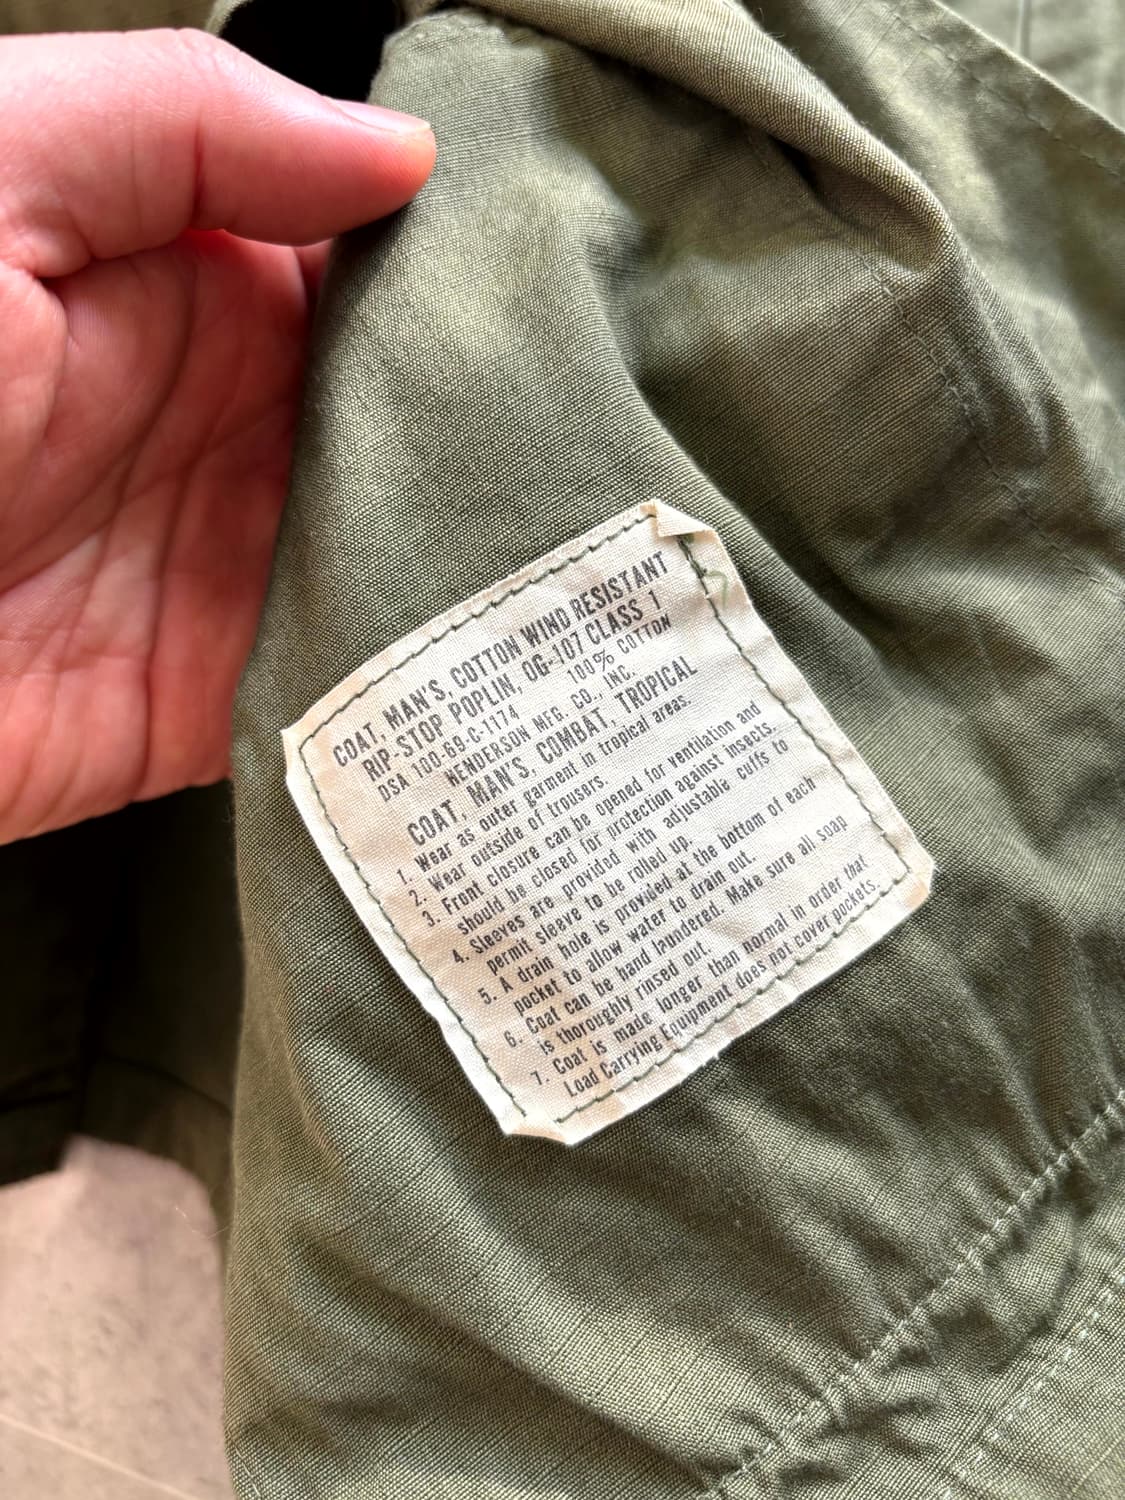 COAT, MAN'S, COTTON WIND RESISTANT
RIP-STOP POPLIN, OG-107 CLASS 1
DSA 100-69-C-1174 100% COTTON
HENDERSON MFG. CO., INC.
COAT, MAN'S, COMBAT, TROPICAL
1. Wear as outer garment in tropical areas.
2. Wear outside of trousers.
3. Front closure can be opened for ventilation and
should be closed for protection against insects.
4. Sleeves are provided with adjustable cuffs to
permit sleeve to be rolled up.
5. A drain hole is provided at the bottom of each
pocket to allow water to drain out.
6. Coat can be hand laundered. Make sure all soap
is thoroughly rinsed out.
7. Coat is made longer than normal in order that
Load Carrying Equipment does not cover pockets.